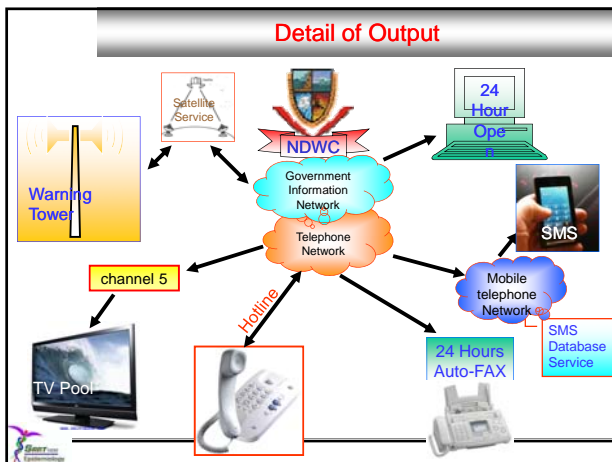 Detail of Output
Satellite
Service
24
Hour
Ope
n
NDWC
Warning
Tower
Government
Information
Network
SMS
Telephone
Network
channel 5
Mobile
telephone
Network
Hotline
SMS
Database
Service
24 Hours
Auto-FAX
TV Pool
Epidemiology